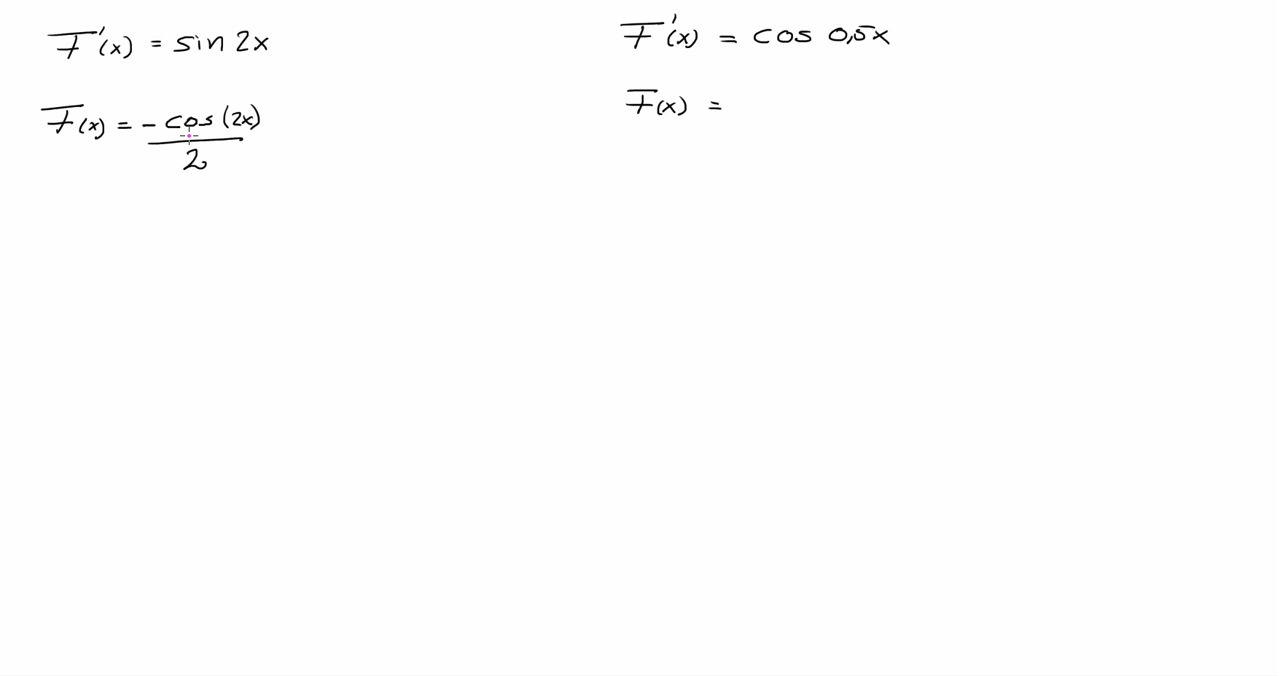 F'(x) = sin 2x
F(x) = - cos (2x)
2
F'(x) = cos 0,5x
F(x) =